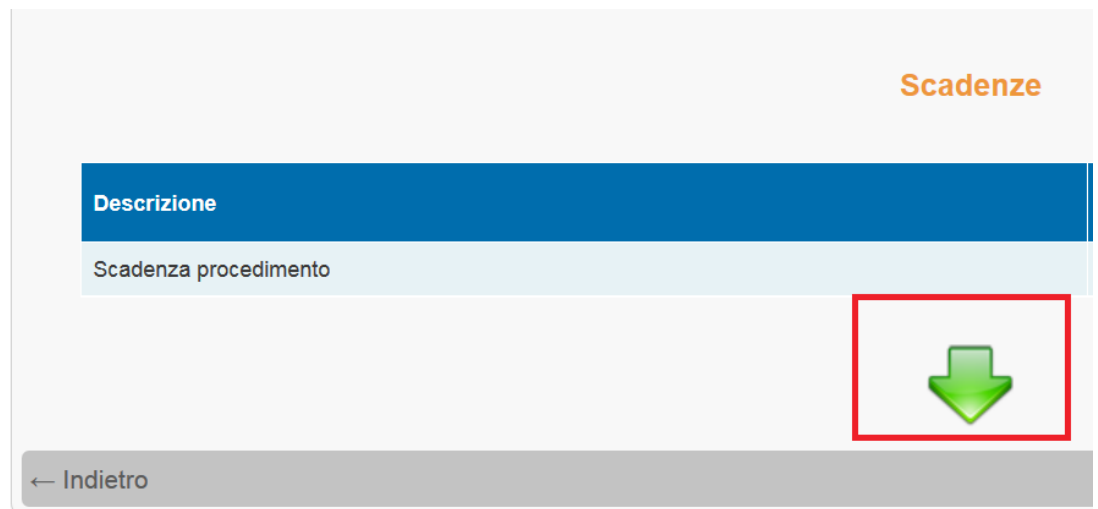 Scadenze
Descrizione
Scadenza procedimento
← Indietro